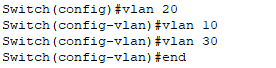 Switch(config)#vlan 20
Switch(config-vlan)#vlan 10
Switch(config-vlan)#vlan 30
Switch(config-vlan)#end